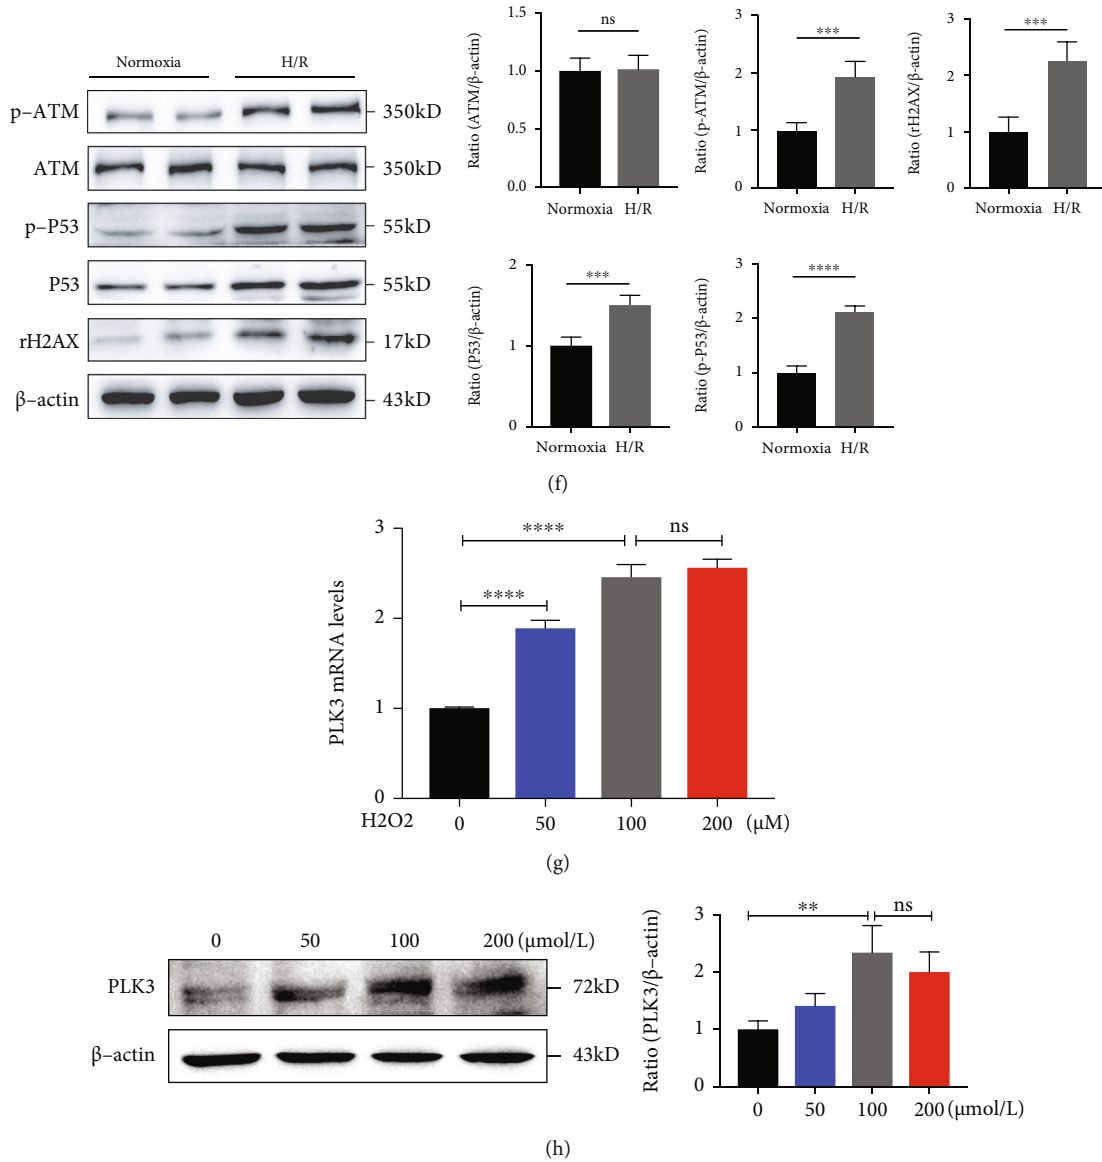 Normoxia H/R
p-ATM 350kD
ATM 350kD
p-P53 55kD
P53 55kD
rH2AX 17kD
β-actin 43kD
Ratio (ATM/β-actin)
1.5
1.0
0.5
0.0
ns
Normoxia H/R
Ratio (p-ATM/β-actin)
3
2
1
0
***
Normoxia H/R
Ratio (rH2AX/β-actin)
3
2
1
0
***
Normoxia H/R
Ratio (P53/β-actin)
2
1
0
***
Normoxia H/R
Ratio (p-P53/β-actin)
3
2
1
0
****
Normoxia H/R
(f)
PLK3 mRNA levels
3
2
1
0
**** ns
****
H2O2 0 50 100 200 (μM)
(g)
0 50 100 200 (μmol/L)
PLK3 72kD
β-actin 43kD
Ratio (PLK3/β-actin)
3
2
1
0
** ns
0 50 100 200 (μmol/L)
(h)